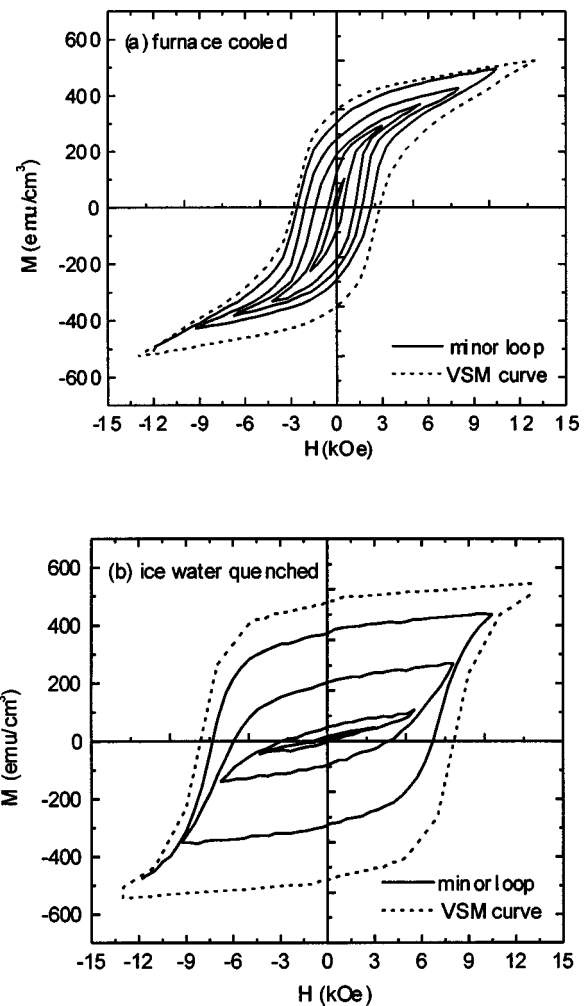 (a) furnace cooled
600
400
200
0
-200
-400
-600
M (emu/cm³)
minor loop
VSM curve
-15 -12 -9 -6 -3 0 3 6 9 12 15
H (kOe)
(b) ice water quenched
600
400
200
0
-200
-400
-600
M (emu/cm³)
minor loop
VSM curve
-15 -12 -9 -6 -3 0 3 6 9 12 15
H (kOe)